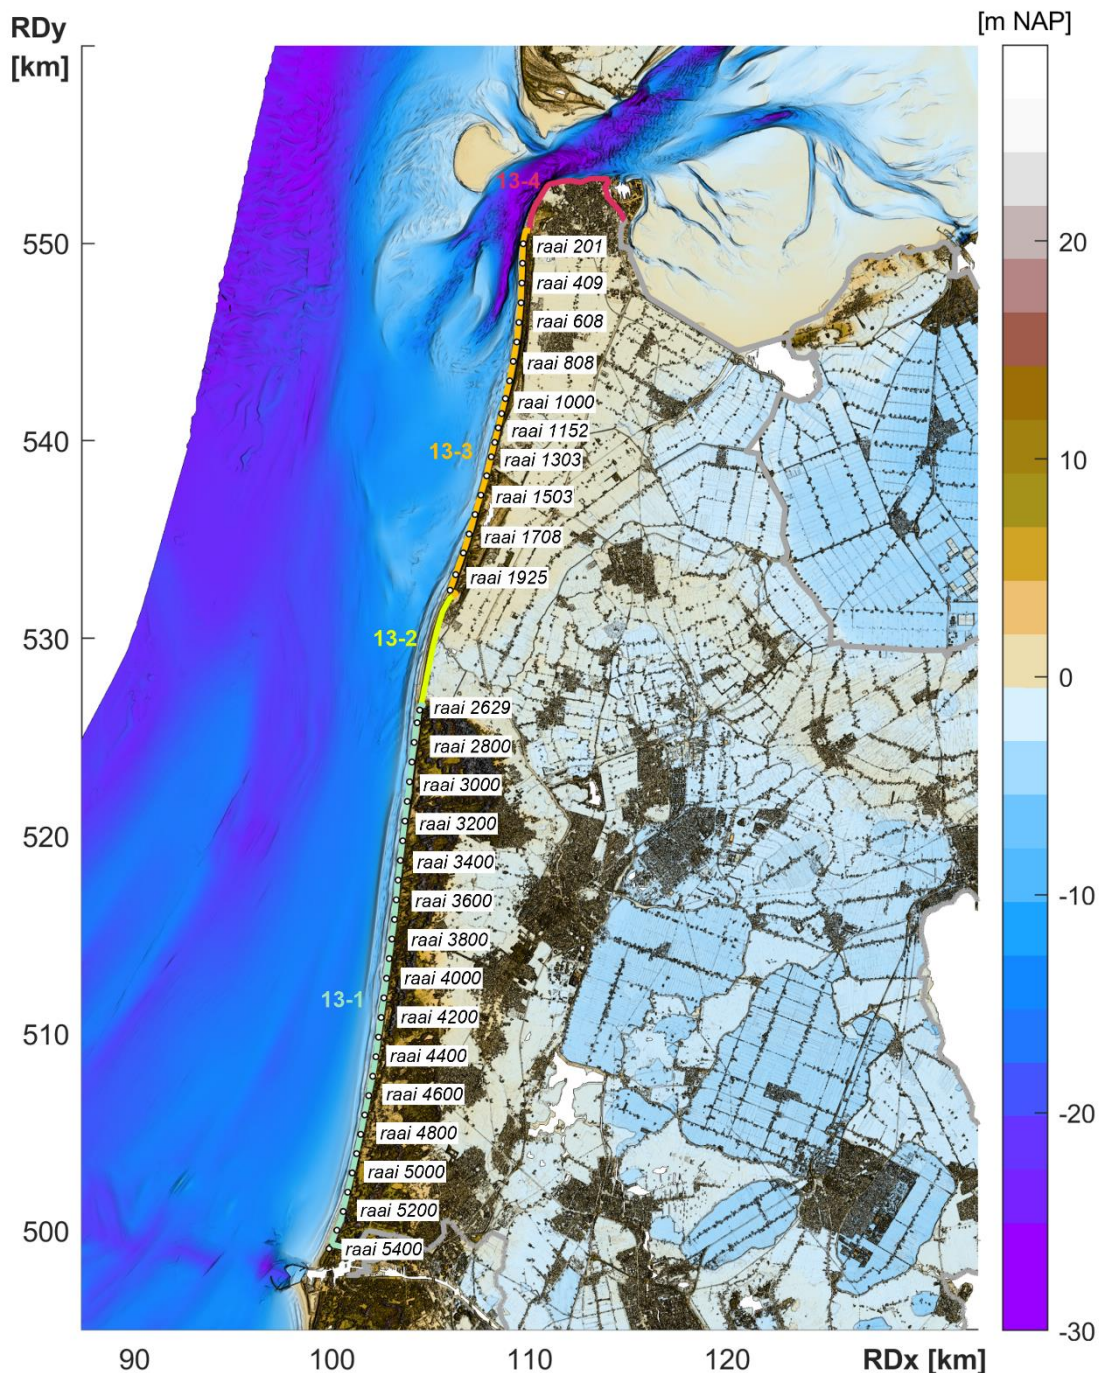 RDy
[km]
[m NAP]
13-4
550
raai 201
20
raai 409
raai 608
raai 808
raai 1000
540
13-3
raai 1152
raai 1303
10
raai 1503
raai 1708
raai 1925
530
13-2
0
raai 2629
raai 2800
raai 3000
520
raai 3200
raai 3400
-10
raai 3600
raai 3800
raai 4000
13-1
510
raai 4200
raai 4400
raai 4600
-20
raai 4800
raai 5000
500
raai 5200
raai 5400
-30
90
100
110
120
RDx [km]